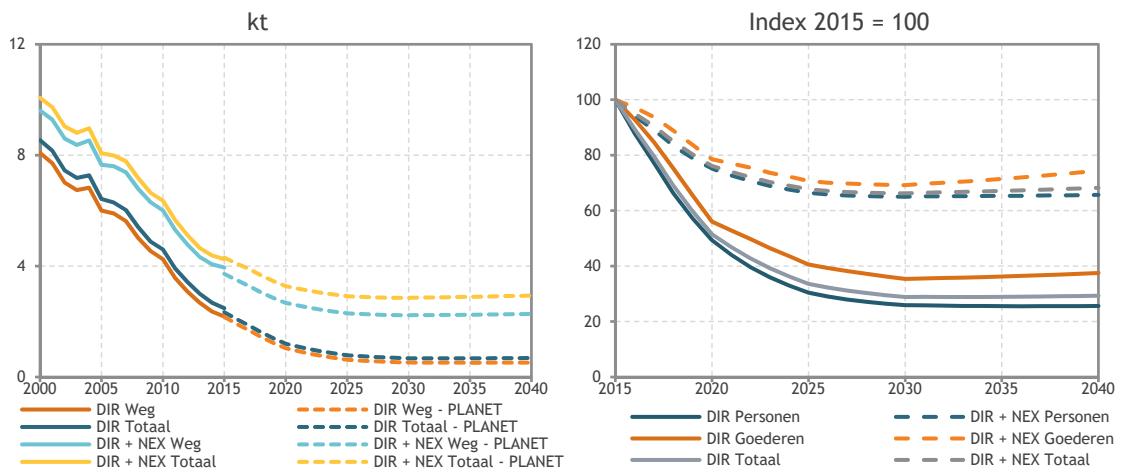 kt
12
8
4
0
2000 2005 2010 2015 2020 2025 2030 2035 2040
DIR Weg
DIR Totaal
DIR + NEX Weg
DIR + NEX Totaal
DIR Weg - PLANET
DIR Totaal - PLANET
DIR + NEX Weg - PLANET
DIR + NEX Totaal - PLANET
Index 2015 = 100
120
100
80
60
40
20
0
2015 2020 2025 2030 2035 2040
DIR Personen
DIR Goederen
DIR Totaal
DIR + NEX Personen
DIR + NEX Goederen
DIR + NEX Totaal